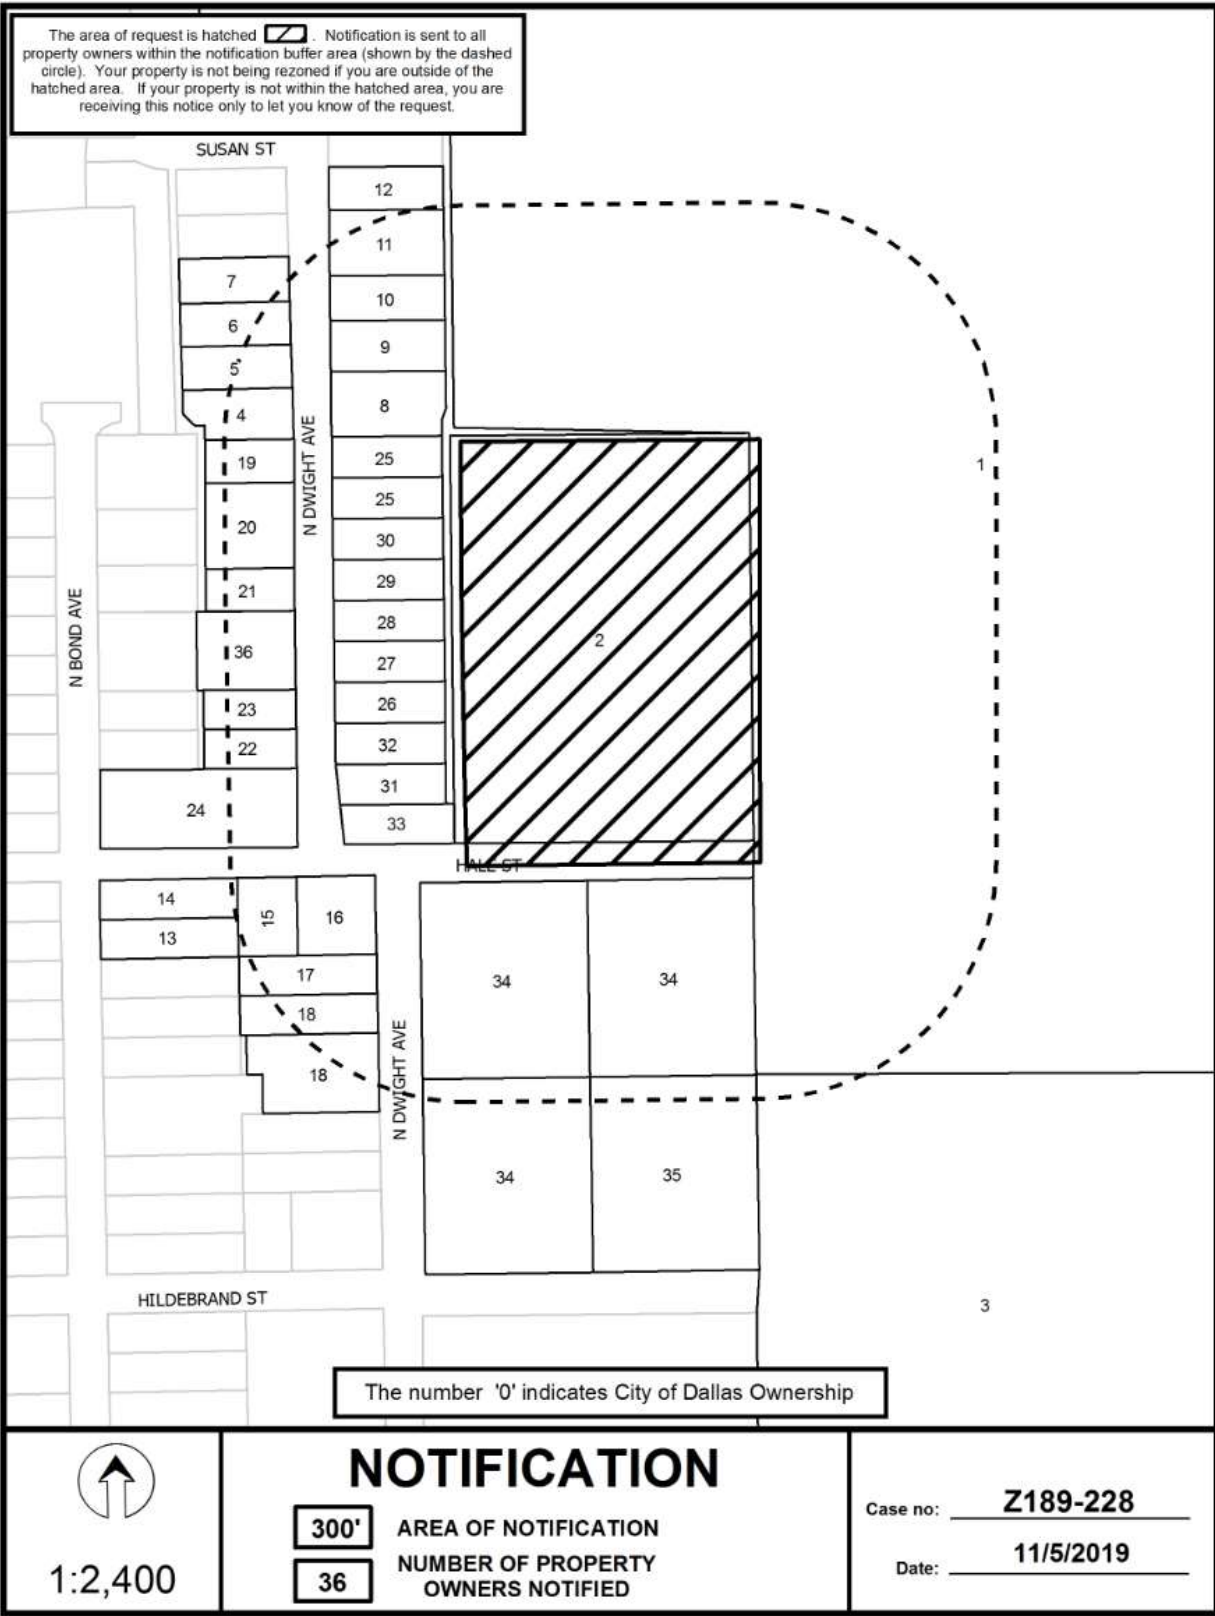 The area of request is hatched . Notification is sent to all
property owners within the notification buffer area (shown by the dashed
circle). Your property is not being rezoned if you are outside of the
hatched area. If your property is not within the hatched area, you are
receiving this notice only to let you know of the request.
SUSAN ST
12
11
7
10
6
9
5
8
4
N DWIGHT AVE
25
19
1
25
20
30
29
21
28
N BOND AVE
2
36
27
26
23
32
22
31
24
33
HALL ST
14
15
16
13
17
34
34
18
18
N DWIGHT AVE
34
35
HILDEBRAND ST
3
The number '0' indicates City of Dallas Ownership
1:2,400
NOTIFICATION
300' AREA OF NOTIFICATION
36 NUMBER OF PROPERTY
OWNERS NOTIFIED
Case no: Z189-228
Date: 11/5/2019